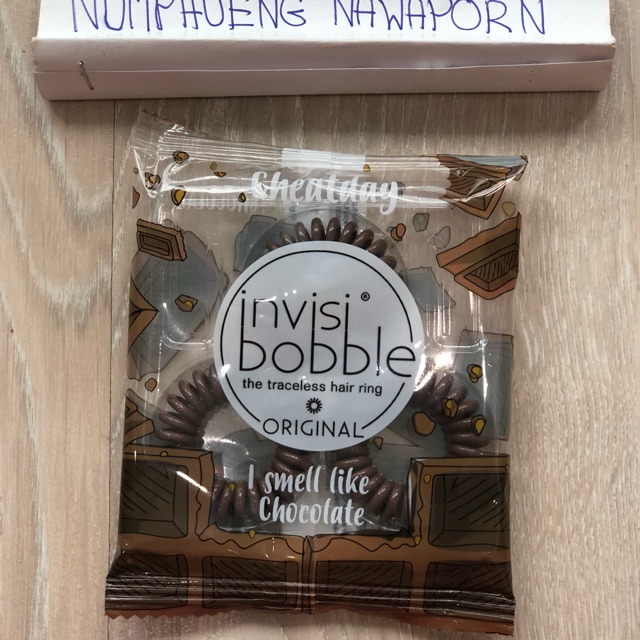 NUMPHUENG NAWAPORN
Cheatday
invisi®
bobble
the traceless hair ring
ORIGINAL
I smell like
Chocolate